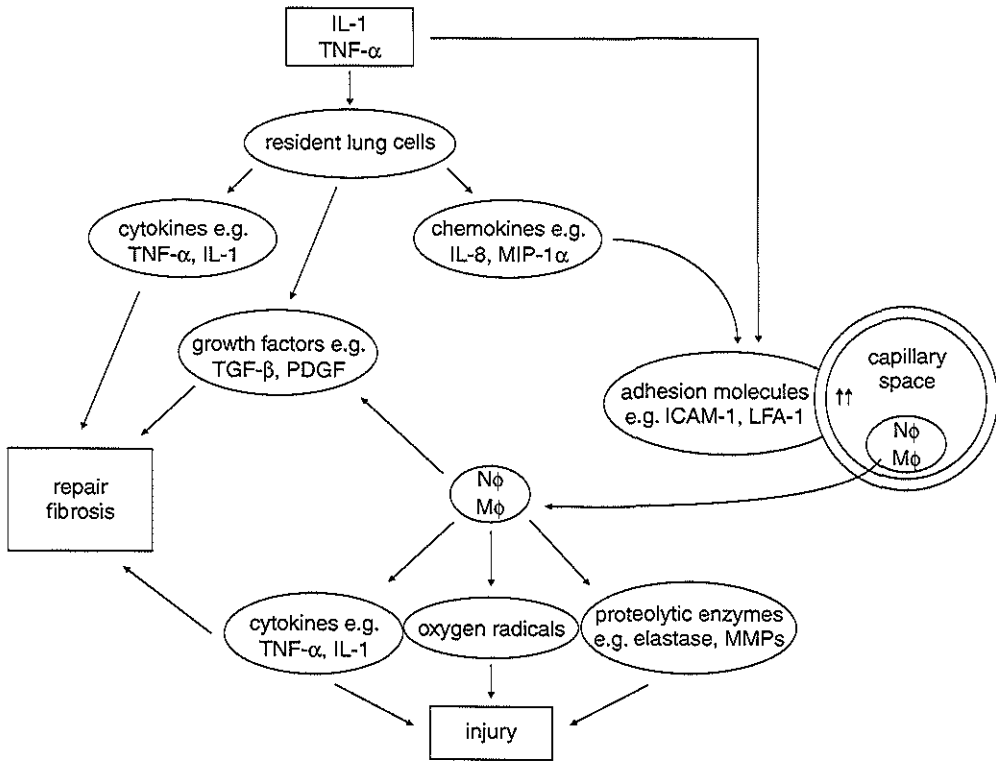 IL-1
TNF-α
resident lung cells
cytokines e.g.
TNF-α, IL-1
chemokines e.g.
IL-8, MIP-1α
growth factors e.g.
TGF-β, PDGF
adhesion molecules
e.g. ICAM-1, LFA-1
↑↑
capillary
space
Nϕ
Mϕ
repair
fibrosis
Nϕ
Mϕ
cytokines e.g.
TNF-α, IL-1
oxygen radicals
proteolytic enzymes
e.g. elastase, MMPs
injury